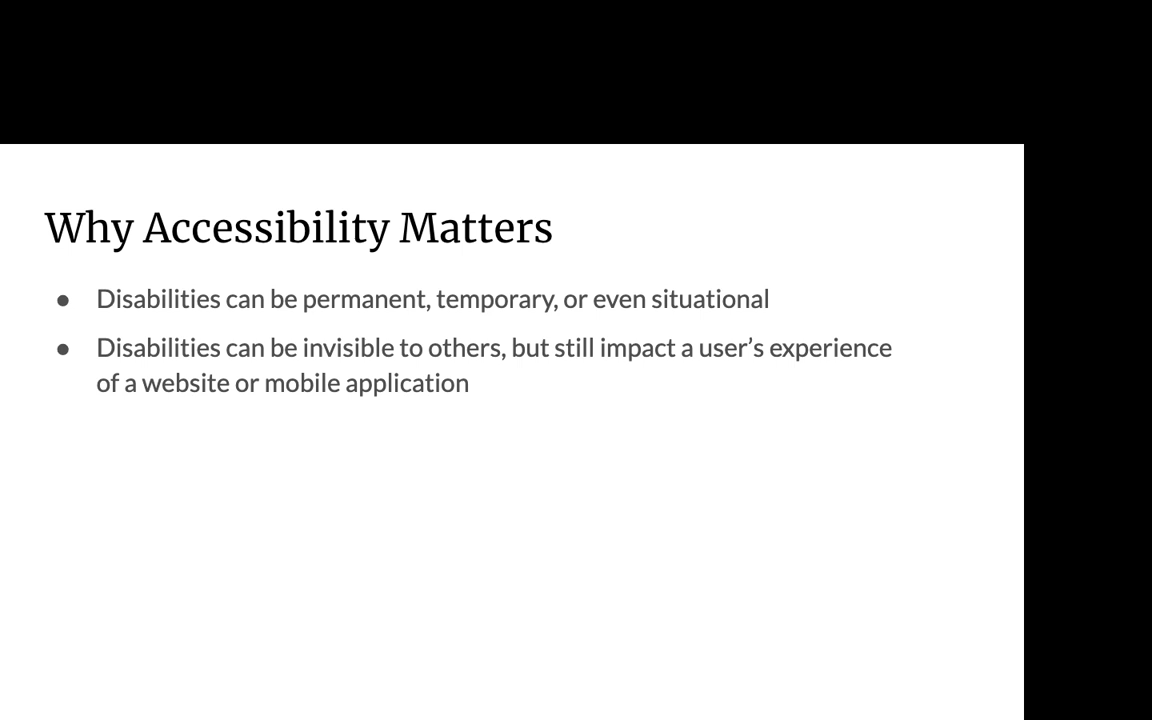 Why Accessibility Matters
● Disabilities can be permanent, temporary, or even situational
● Disabilities can be invisible to others, but still impact a user’s experience
of a website or mobile application